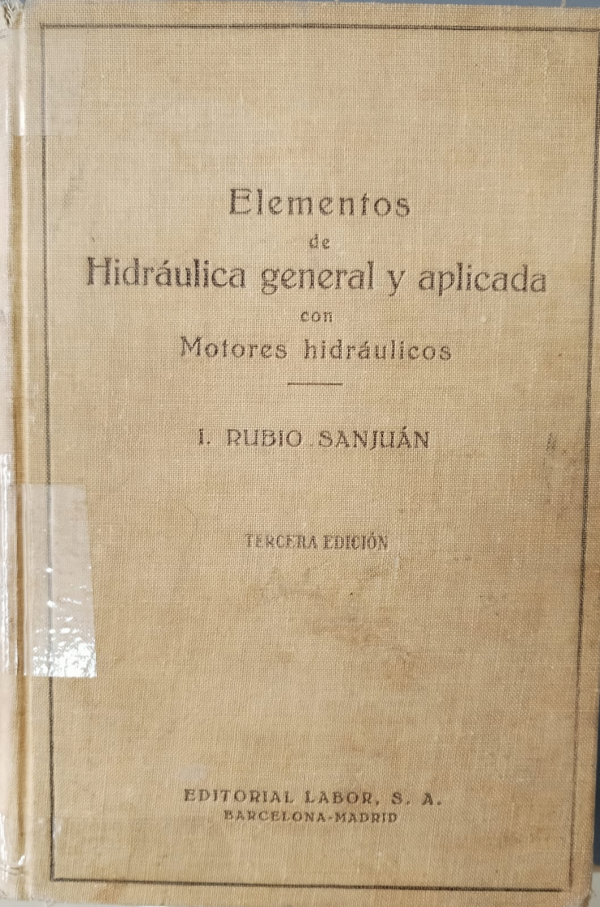 Elementos
de
Hidráulica general y aplicada
con
Motores hidráulicos
I. RUBIO SANJUÁN
TERCERA EDICIÓN
EDITORIAL LABOR, S. A.
BARCELONA-MADRID